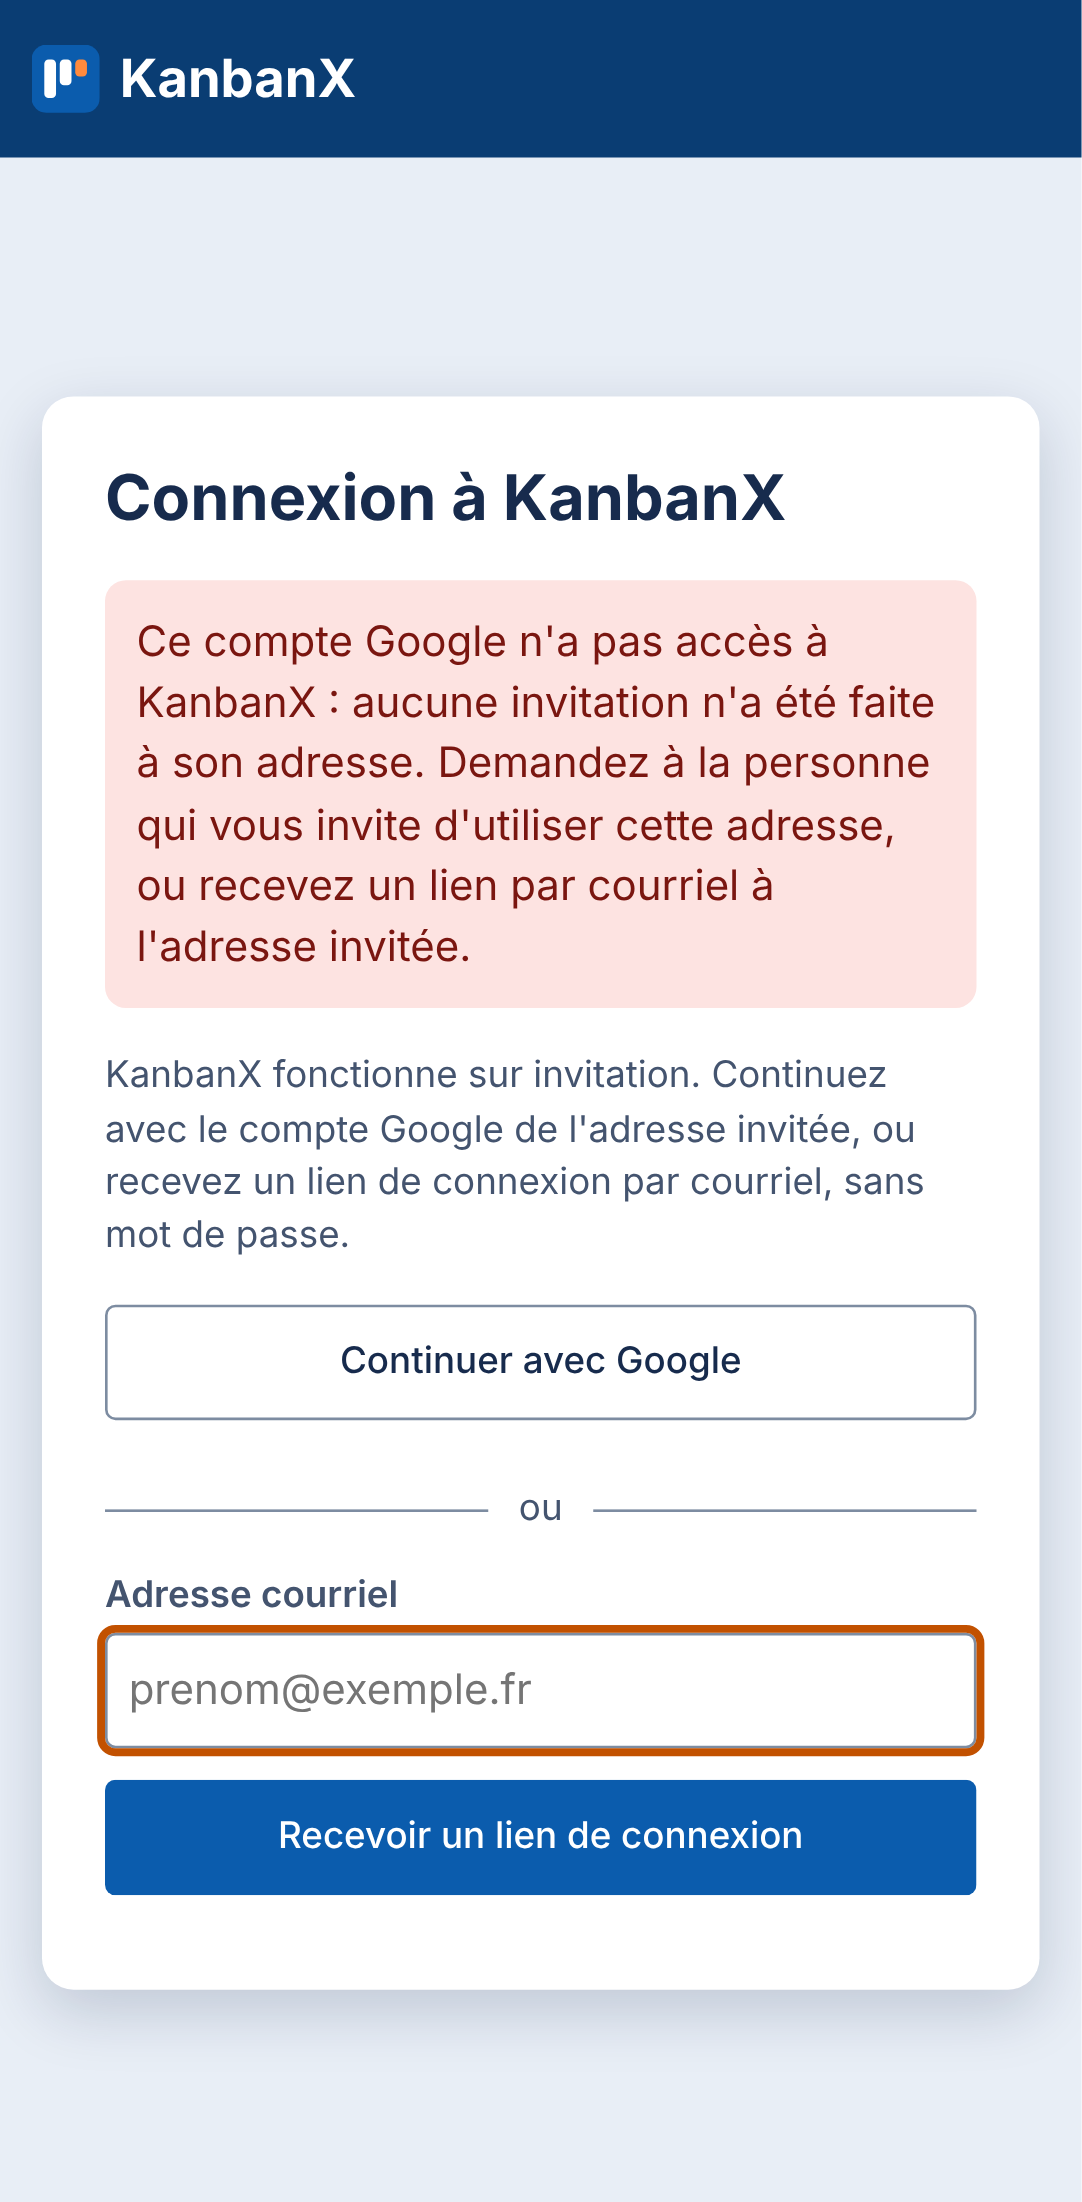 KanbanX
Connexion à KanbanX
Ce compte Google n'a pas accès à
KanbanX : aucune invitation n'a été faite
à son adresse. Demandez à la personne
qui vous invite d'utiliser cette adresse,
ou recevez un lien par courriel à
l'adresse invitée.
KanbanX fonctionne sur invitation. Continuez
avec le compte Google de l'adresse invitée, ou
recevez un lien de connexion par courriel, sans
mot de passe.
Continuer avec Google
ou
Adresse courriel
prenom@exemple.fr
Recevoir un lien de connexion